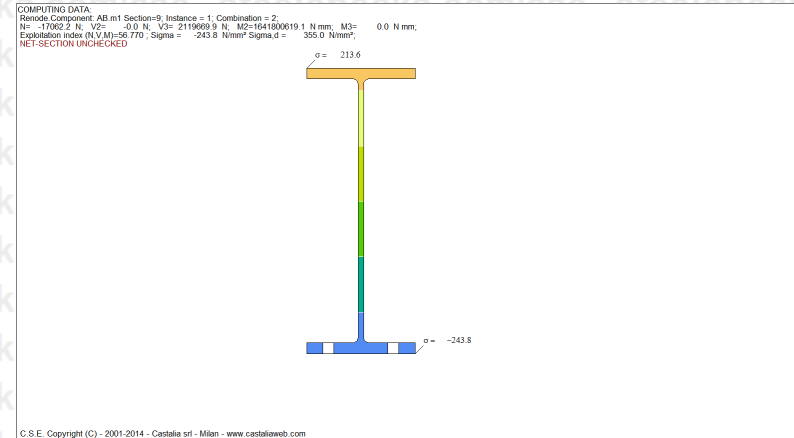 COMPUTING DATA:
Renode.Component: AB.m1 Section=9; Instance = 1; Combination = 2;
N= -17062.2 N; V2= -0.0 N; V3= 2119669.9 N; M2=1641800619.1 N mm; M3= 0.0 N mm;
Exploitation index (N,V,M)=56.770 ; Sigma = -243.8 N/mm² Sigma,d = 355.0 N/mm²;
NET-SECTION UNCHECKED
σ = 213.6
σ = −243.8
C.S.E. Copyright (C) - 2001-2014 - Castalia srl - Milan - www.castaliaweb.com